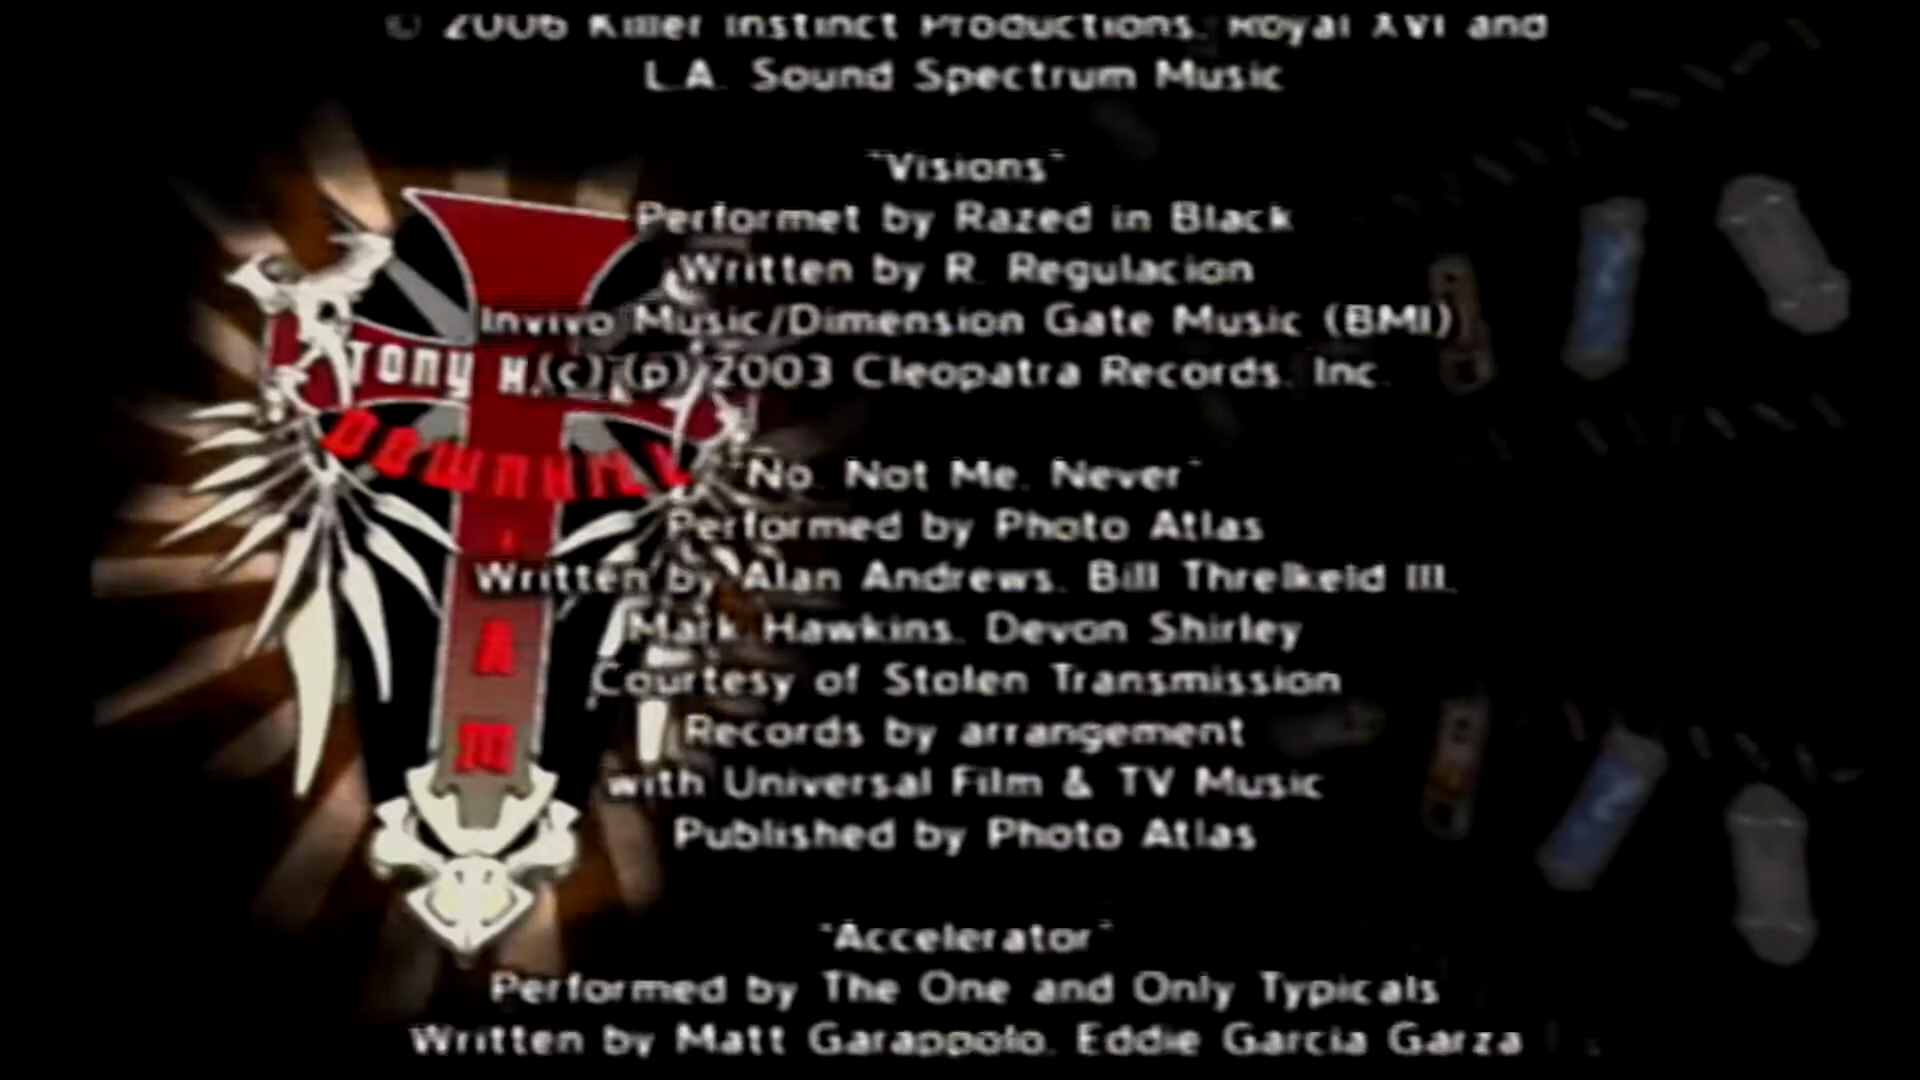 © 2006 Killer Instinct Productions, Royal XVI and
L.A. Sound Spectrum Music
"Visions"
Performet by Razed in Black
Written by R. Regulacion
Invivo Music/Dimension Gate Music (BMI)
(c) (p) 2003 Cleopatra Records, Inc.
"No, Not Me, Never"
Performed by Photo Atlas
Written by Alan Andrews, Bill Threlkeld III,
Mark Hawkins, Devon Shirley
Courtesy of Stolen Transmission
Records by arrangement
with Universal Film & TV Music
Published by Photo Atlas
"Accelerator"
Performed by The One and Only Typicals
Written by Matt Garappolo, Eddie Garcia Garza
TONY
DOWNHILL
JAM